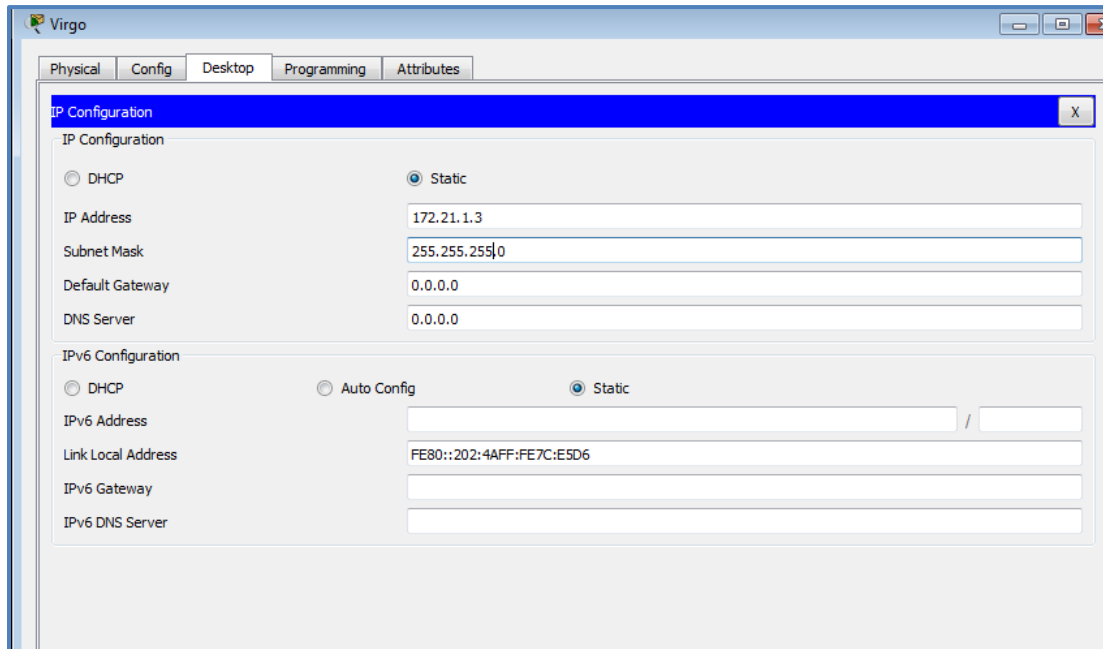 Virgo
Physical Config Desktop Programming Attributes
IP Configuration X
IP Configuration
DHCP Static
IP Address 172.21.1.3
Subnet Mask 255.255.255.0
Default Gateway 0.0.0.0
DNS Server 0.0.0.0
IPv6 Configuration
DHCP Auto Config Static
IPv6 Address /
Link Local Address FE80::202:4AFF:FE7C:E5D6
IPv6 Gateway
IPv6 DNS Server